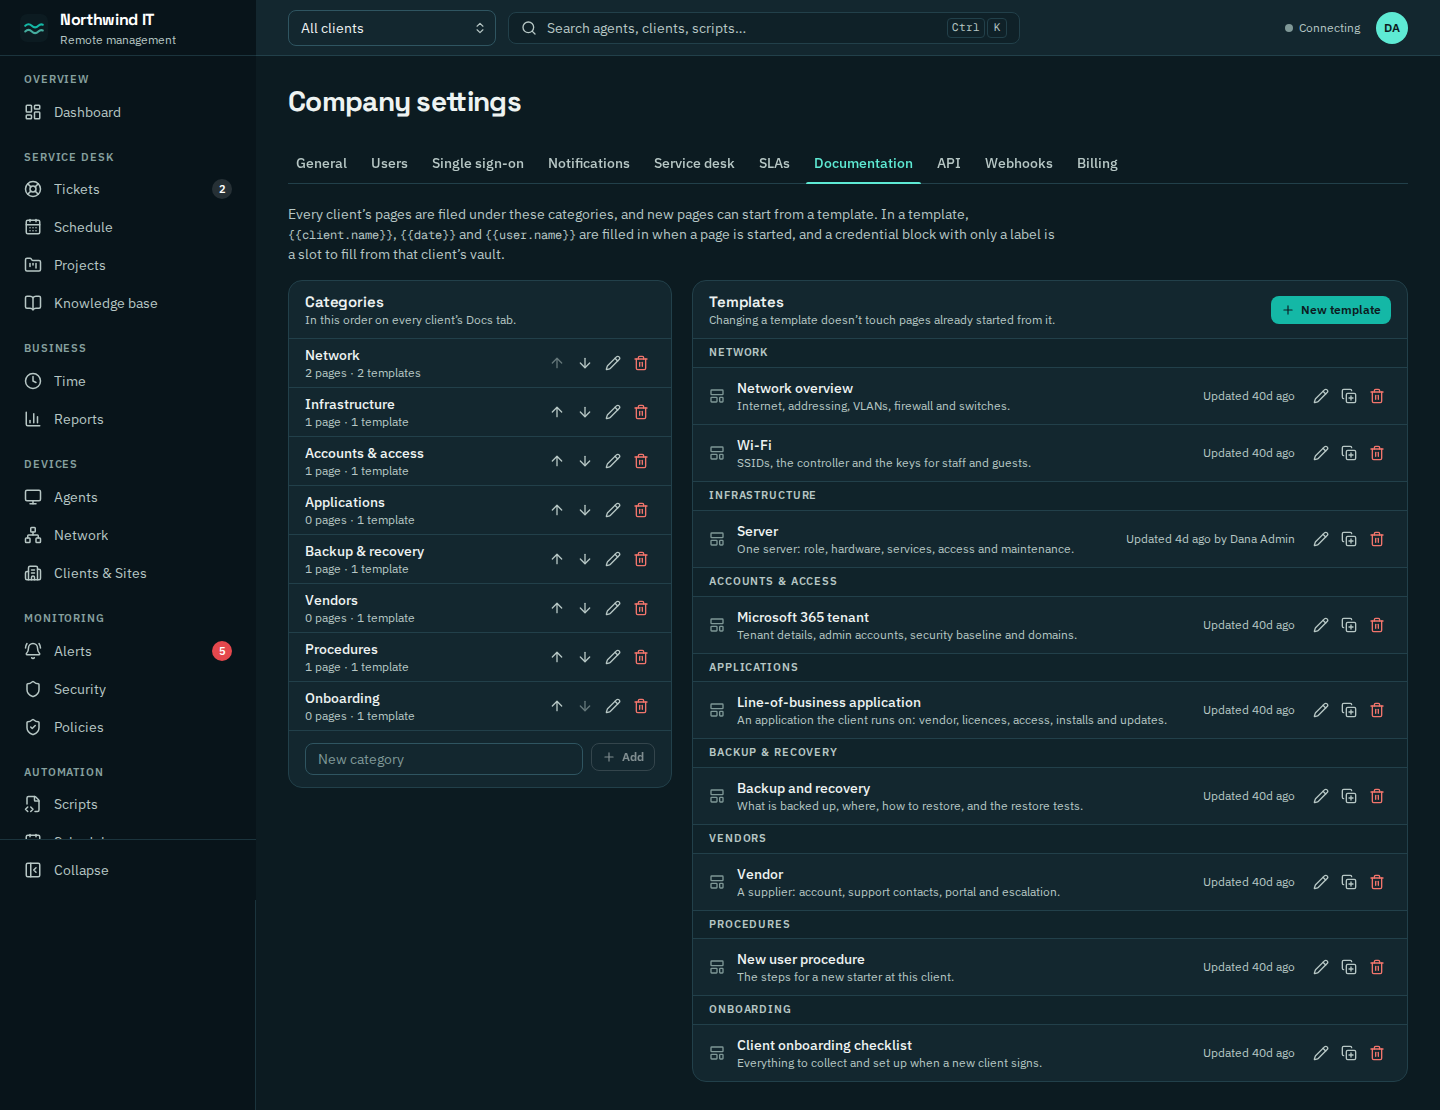 Northwind IT
Remote management
All clients
Search agents, clients, scripts...
Ctrl K
Connecting
DA
OVERVIEW
Dashboard
SERVICE DESK
Tickets
2
Schedule
Projects
Knowledge base
BUSINESS
Time
Reports
DEVICES
Agents
Network
Clients & Sites
MONITORING
Alerts
5
Security
Policies
AUTOMATION
Scripts
Collapse
Company settings
General Users Single sign-on Notifications Service desk SLAs Documentation API Webhooks Billing
Every client's pages are filed under these categories, and new pages can start from a template. In a template,
{{client.name}}, {{date}} and {{user.name}} are filled in when a page is started, and a credential block with only a label is
a slot to fill from that client's vault.
Categories
In this order on every client's Docs tab.
Network
2 pages · 2 templates
Infrastructure
1 page · 1 template
Accounts & access
1 page · 1 template
Applications
0 pages · 1 template
Backup & recovery
1 page · 1 template
Vendors
0 pages · 1 template
Procedures
1 page · 1 template
Onboarding
0 pages · 1 template
New category
Add
Templates
Changing a template doesn't touch pages already started from it.
New template
NETWORK
Network overview
Internet, addressing, VLANs, firewall and switches.
Updated 40d ago
Wi-Fi
SSIDs, the controller and the keys for staff and guests.
Updated 40d ago
INFRASTRUCTURE
Server
One server: role, hardware, services, access and maintenance.
Updated 4d ago by Dana Admin
ACCOUNTS & ACCESS
Microsoft 365 tenant
Tenant details, admin accounts, security baseline and domains.
Updated 40d ago
APPLICATIONS
Line-of-business application
An application the client runs on: vendor, licences, access, installs and updates.
Updated 40d ago
BACKUP & RECOVERY
Backup and recovery
What is backed up, where, how to restore, and the restore tests.
Updated 40d ago
VENDORS
Vendor
A supplier: account, support contacts, portal and escalation.
Updated 40d ago
PROCEDURES
New user procedure
The steps for a new starter at this client.
Updated 40d ago
ONBOARDING
Client onboarding checklist
Everything to collect and set up when a new client signs.
Updated 40d ago